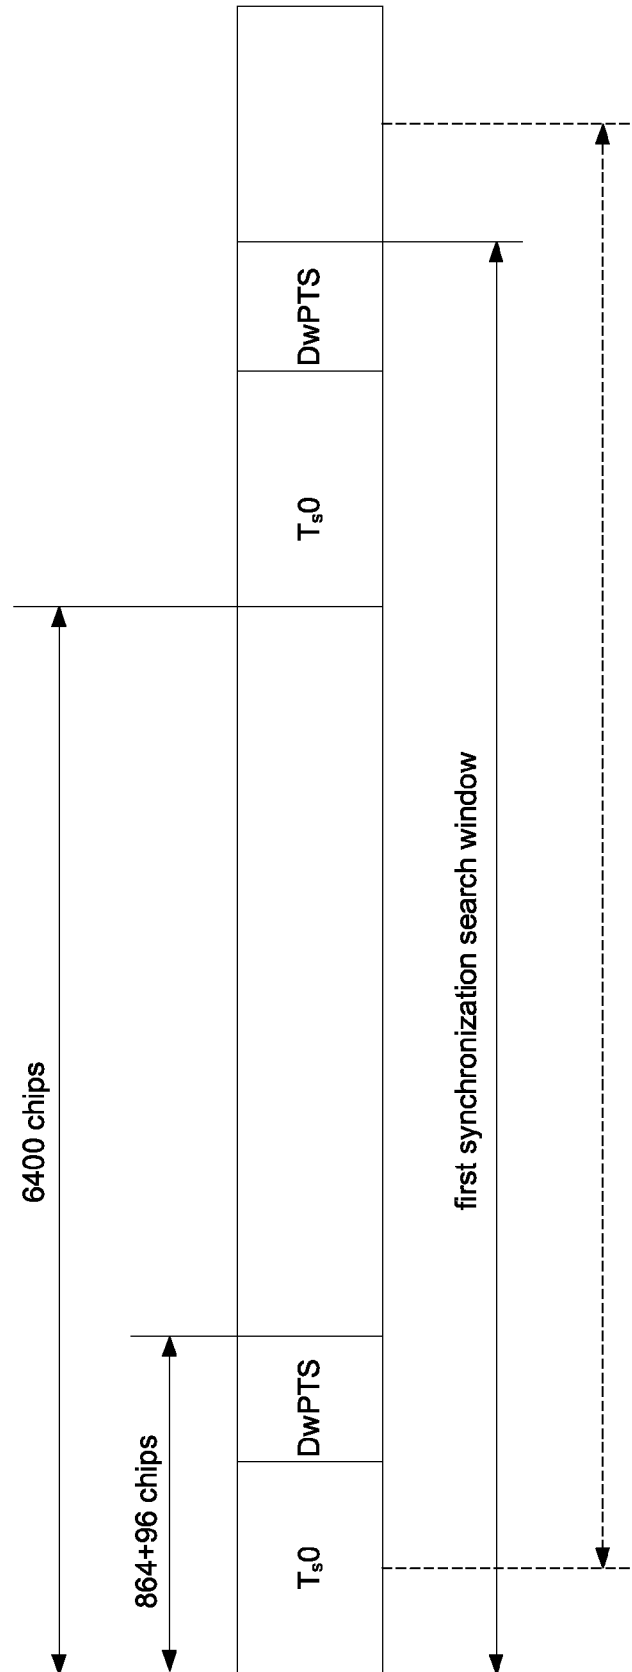 6400 chips
864+96 chips
Ts0
DwPTS
Ts0
DwPTS
first synchronization search window